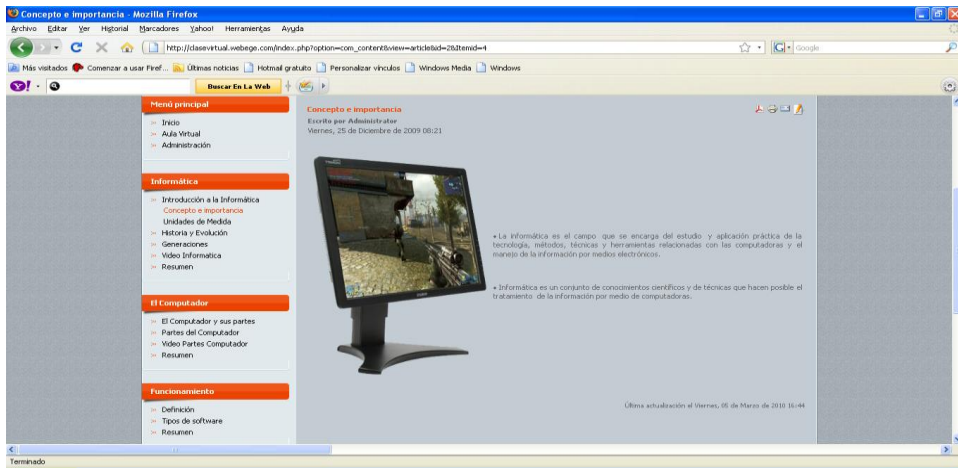 Concepto e importancia - Mozilla Firefox
Archivo Editar Ver Historial Marcadores Yahoo! Herramientas Ayuda
http://clasevirtual.webege.com/index.php?option=com_content&view=article&id=2&Itemid=4
Google
Más visitados Comenzar a usar Firef... Últimas noticias Hotmail gratuito Personalizar vínculos Windows Media Windows
Y! Buscar En La Web
Menú principal
Inicio
Aula Virtual
Administración
Informática
Introducción a la Informática
Concepto e importancia
Unidades de Medida
Historia y Evolución
Generaciones
Video Informatica
Resumen
El Computador
El Computador y sus partes
Partes del Computador
Video Partes Computador
Resumen
Funcionamiento
Definición
Tipos de software
Resumen
Concepto e importancia
Escrito por Administrator
Viernes, 25 de Diciembre de 2009 08:21
• La informática es el campo que se encarga del estudio y aplicación práctica de la
tecnología, métodos, técnicas y herramientas relacionadas con las computadoras y el
manejo de la información por medios electrónicos.
• Informática es un conjunto de conocimientos científicos y de técnicas que hacen posible el
tratamiento de la información por medio de computadoras.
Última actualización el Viernes, 05 de Marzo de 2010 16:44
Terminado